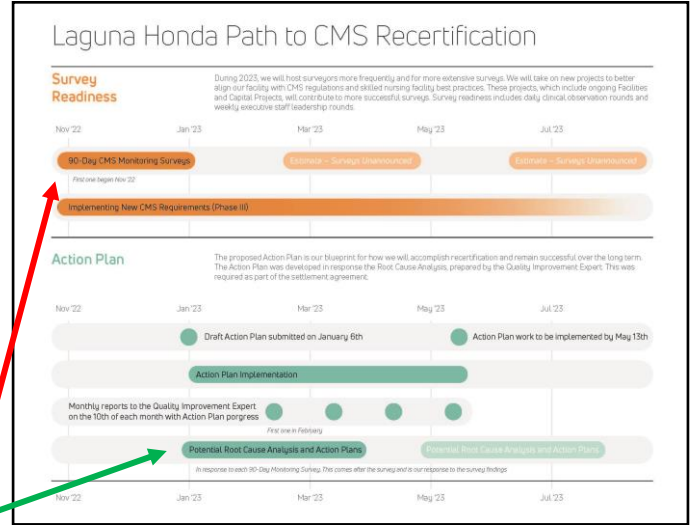 Laguna Honda Path to CMS Recertification
Survey
Readiness
During 2023, we will host surveyors more frequently and for more extensive surveys. We will take on new projects to better
align our facility with CMS regulations and skilled nursing facility best practices. These projects, which include ongoing Facilities
and Capital Projects, will contribute to more successful surveys. Survey readiness includes daily clinical observation rounds and
weekly executive staff leadership rounds.
Nov '22 Jan '23 Mar '23 May '23 Jul '23
90-Day CMS Monitoring Surveys Estimate – Surveys Unannounced Estimate – Surveys Unannounced
First one began Nov '22
Implementing New CMS Requirements (Phase III)
Action Plan
The proposed Action Plan is our blueprint for how we will accomplish recertification and remain successful over the long term.
The Action Plan was developed in response the Root Cause Analysis, prepared by the Quality Improvement Expert. This was
required as part of the settlement agreement.
Nov '22 Jan '23 Mar '23 May '23 Jul '23
Draft Action Plan submitted on January 6th Action Plan work to be implemented by May 13th
Action Plan Implementation
Monthly reports to the Quality Improvement Expert
on the 10th of each month with Action Plan porgress
First one in February
Potential Root Cause Analysis and Action Plans Potential Root Cause Analysis and Action Plans
In response to each 90-Day Monitoring Survey. This comes after the survey and is our response to the survey findings
Nov '22 Jan '23 Mar '23 May '23 Jul '23